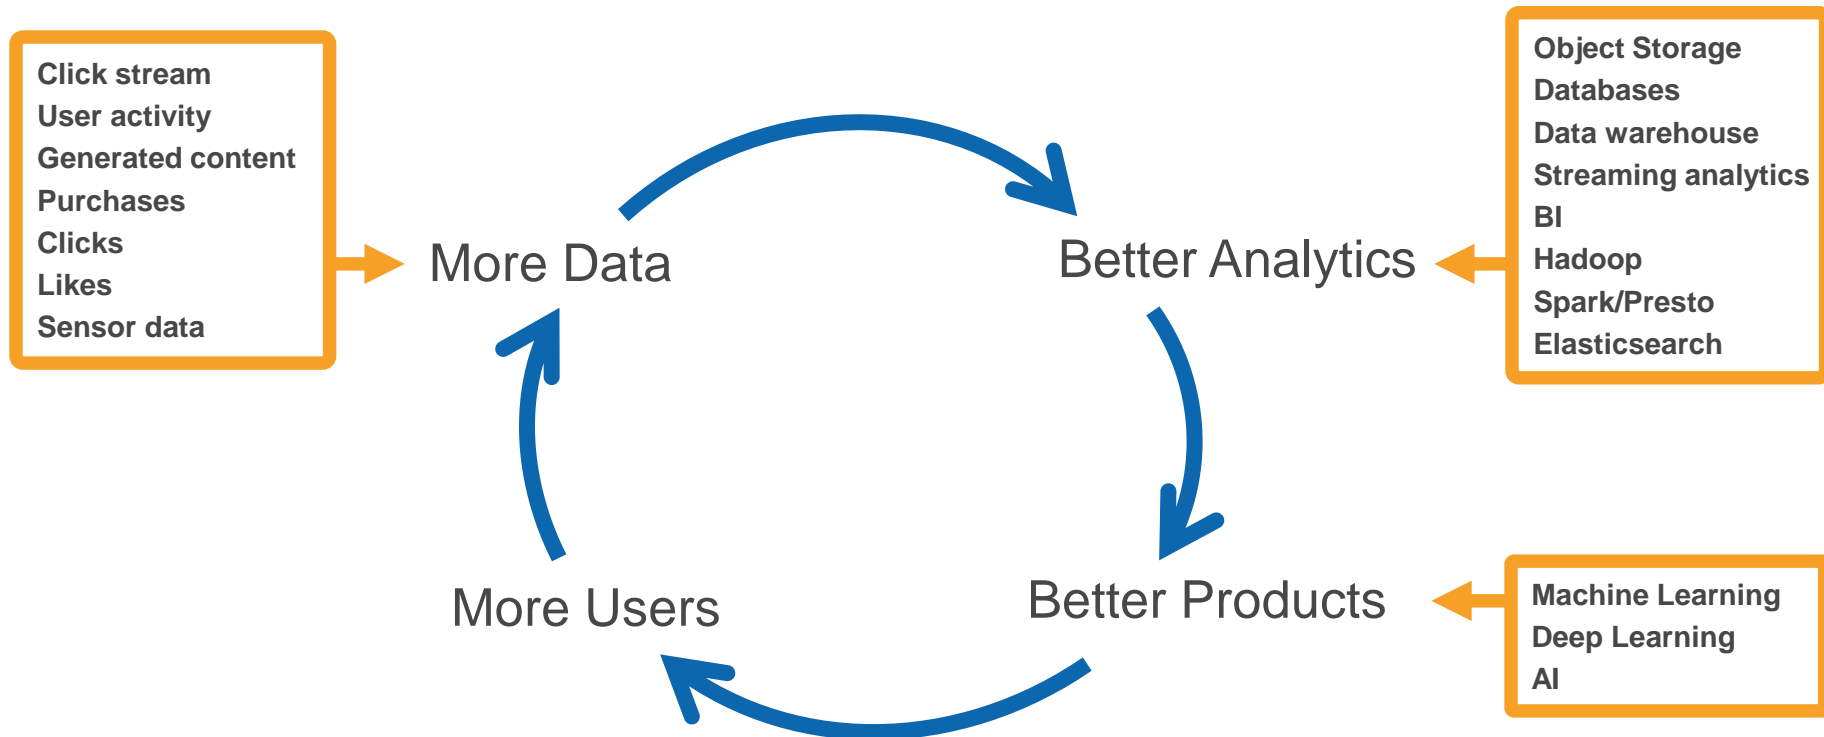 Click stream
User activity
Generated content
Purchases
Clicks
Likes
Sensor data
More Data
Better Analytics
Object Storage
Databases
Data warehouse
Streaming analytics
BI
Hadoop
Spark/Presto
Elasticsearch
More Users
Better Products
Machine Learning
Deep Learning
AI